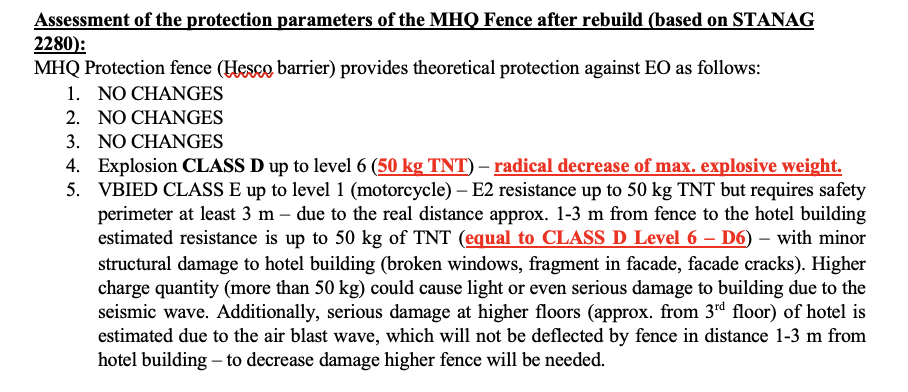 Assessment of the protection parameters of the MHQ Fence after rebuild (based on STANAG
2280):
MHQ Protection fence (Hesco barrier) provides theoretical protection against EO as follows:
1. NO CHANGES
2. NO CHANGES
3. NO CHANGES
4. Explosion CLASS D up to level 6 (50 kg TNT) – radical decrease of max. explosive weight.
5. VBIED CLASS E up to level 1 (motorcycle) – E2 resistance up to 50 kg TNT but requires safety
perimeter at least 3 m – due to the real distance approx. 1-3 m from fence to the hotel building
estimated resistance is up to 50 kg of TNT (equal to CLASS D Level 6 – D6) – with minor
structural damage to hotel building (broken windows, fragment in facade, facade cracks). Higher
charge quantity (more than 50 kg) could cause light or even serious damage to building due to the
seismic wave. Additionally, serious damage at higher floors (approx. from 3rd floor) of hotel is
estimated due to the air blast wave, which will not be deflected by fence in distance 1-3 m from
hotel building – to decrease damage higher fence will be needed.